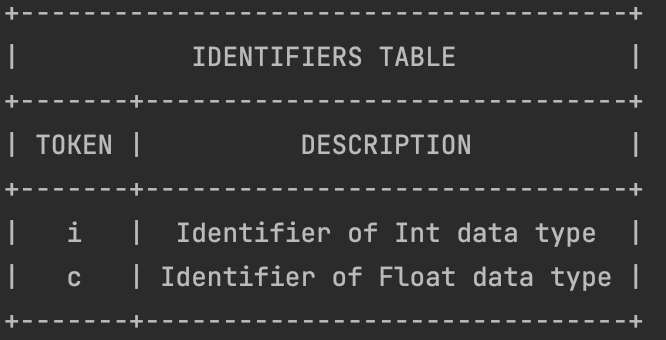 +---------------------------------------+
| IDENTIFIERS TABLE |
+-------+-------------------------------+
| TOKEN | DESCRIPTION |
+-------+-------------------------------+
| i | Identifier of Int data type |
| c | Identifier of Float data type |
+-------+-------------------------------+